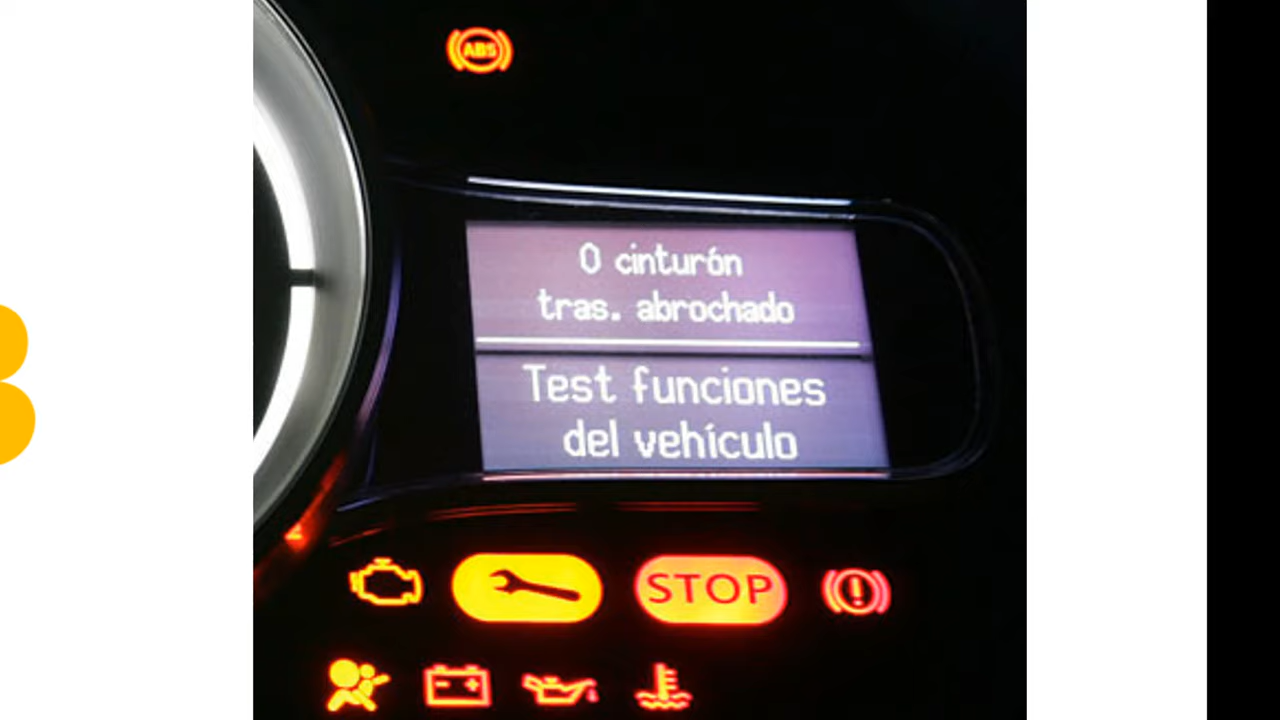 ABS
0 cinturón
tras. abrochado
Test funciones
del vehículo
STOP